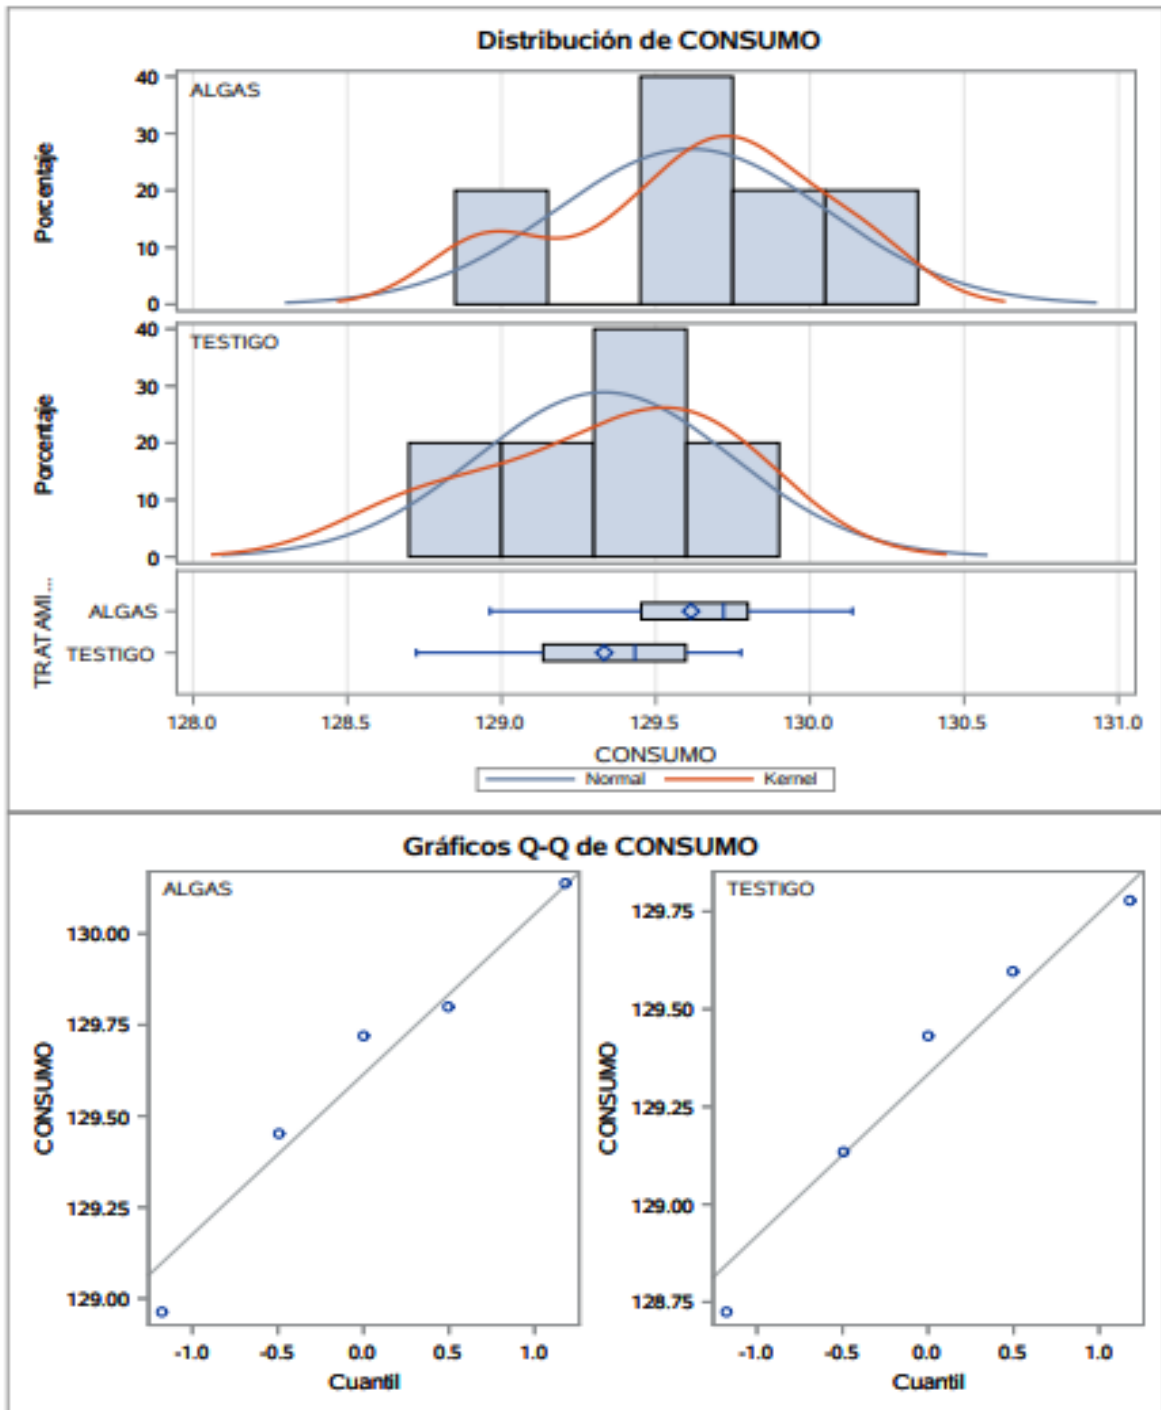 Distribución de CONSUMO
ALGAS
Porcentaje
40
30
20
10
0
TESTIGO
Porcentaje
40
30
20
10
0
TRATAMI...
ALGAS
TESTIGO
128.0 128.5 129.0 129.5 130.0 130.5 131.0
CONSUMO
Normal Kernel
Gráficos Q-Q de CONSUMO
ALGAS
CONSUMO
130.00
129.75
129.50
129.25
129.00
-1.0 -0.5 0.0 0.5 1.0
Cuantil
TESTIGO
CONSUMO
129.75
129.50
129.25
129.00
128.75
-1.0 -0.5 0.0 0.5 1.0
Cuantil